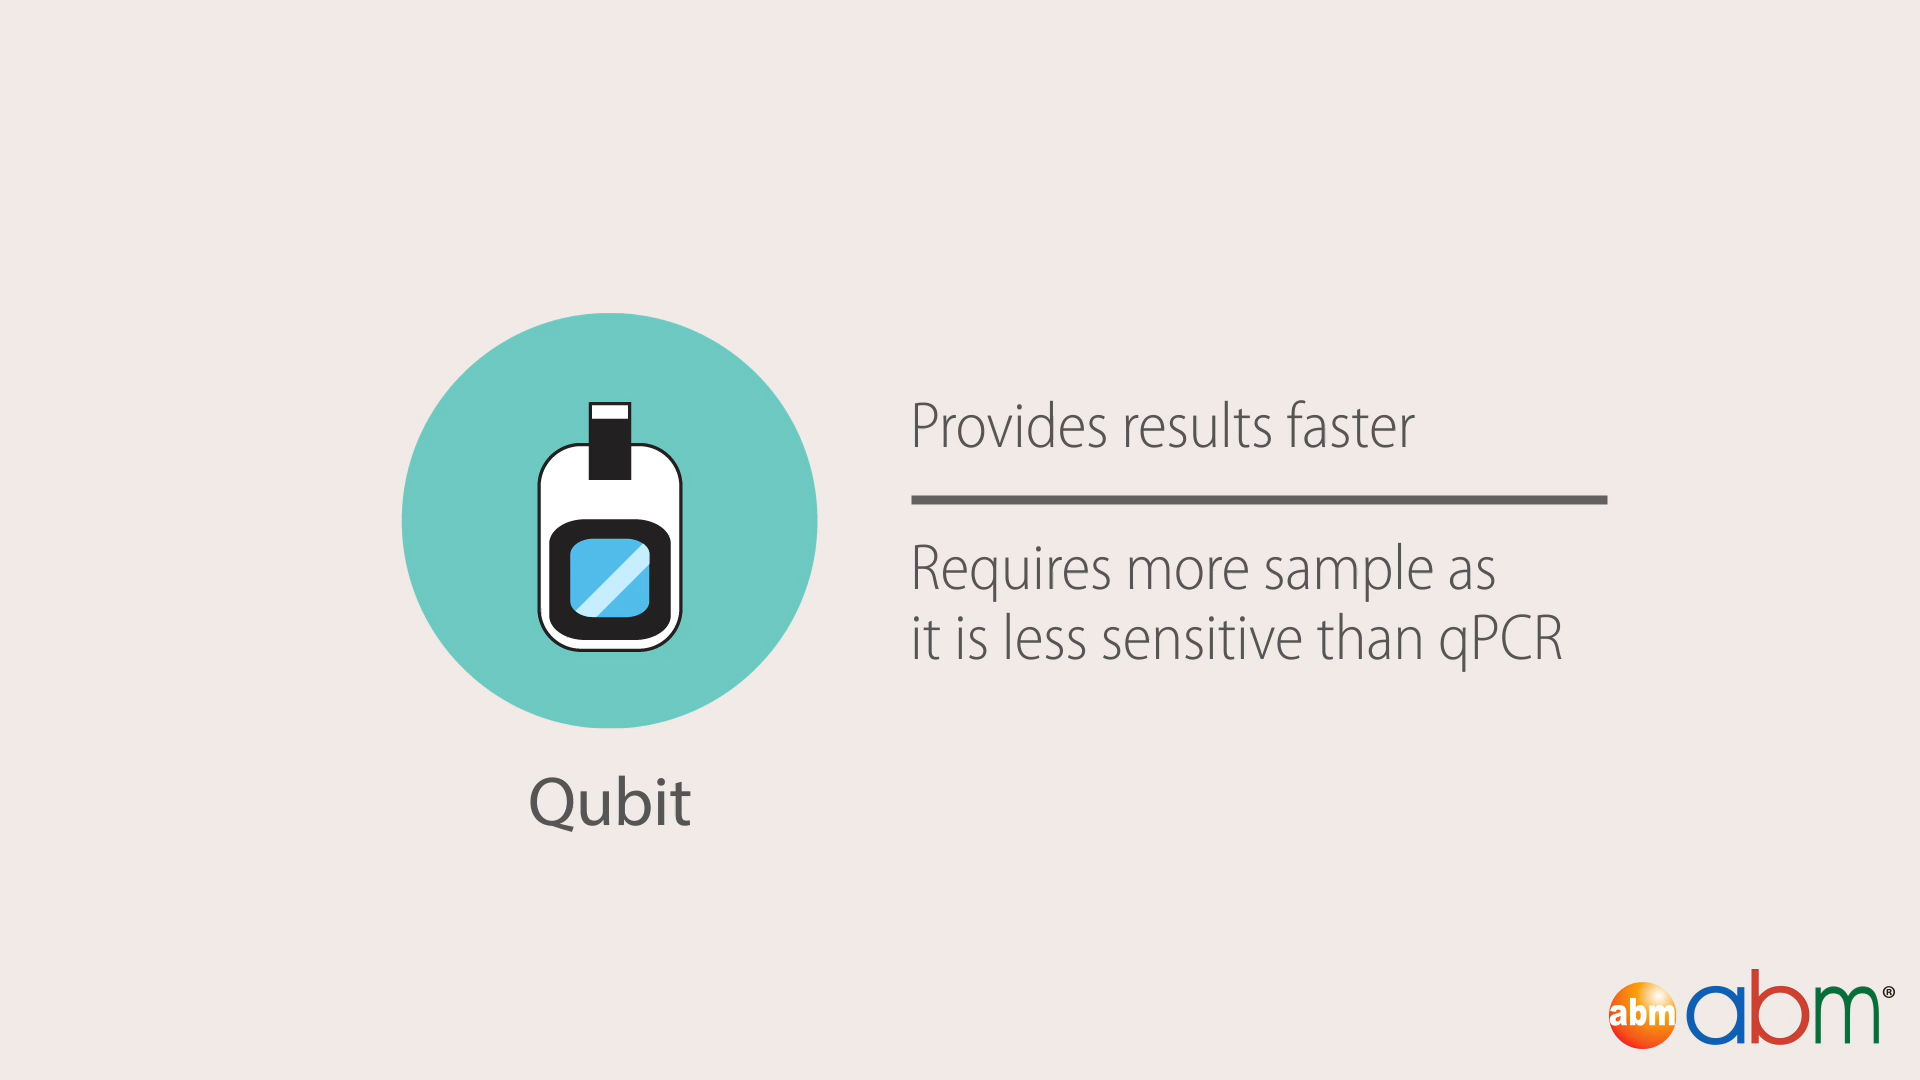 Provides results faster
Requires more sample as
it is less sensitive than qPCR
Qubit
abm abm®